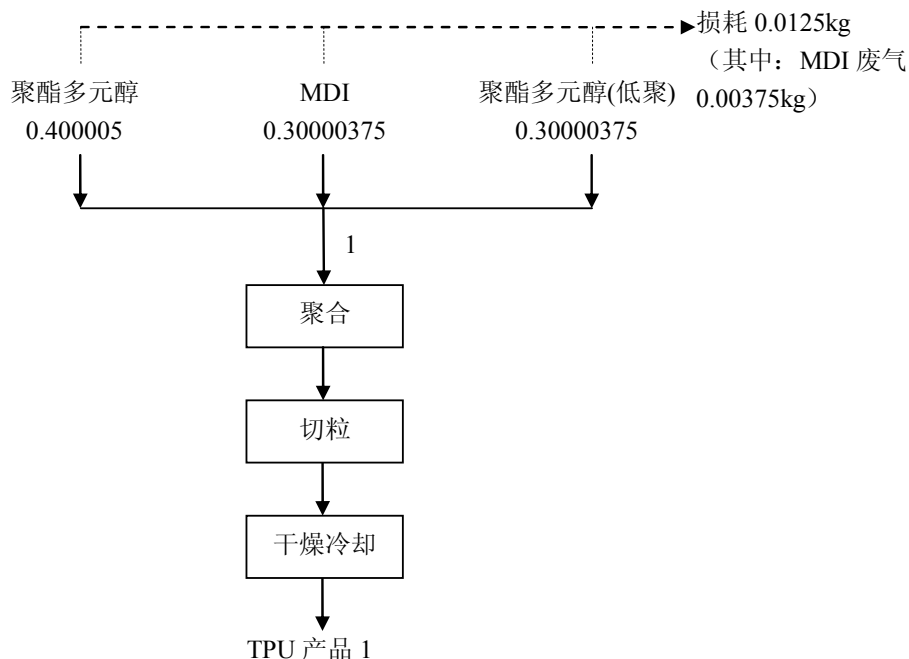 损耗 0.0125kg
（其中：MDI 废气
0.00375kg）
聚酯多元醇
0.400005
MDI
0.30000375
聚酯多元醇(低聚)
0.30000375
1
聚合
切粒
干燥冷却
TPU 产品 1